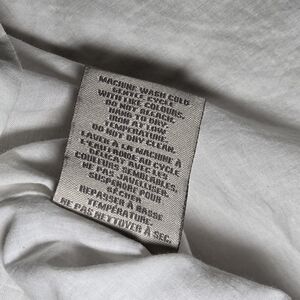 MACHINE WASH COLD
GENTLE CYCLE
WITH LIKE COLOURS.
DO NOT BLEACH.
HANG TO DRY.
IRON AT LOW
TEMPERATURE.
DO NOT DRY CLEAN.
LAVER À LA MACHINE À
L'EAU FROIDE AU CYCLE
DÉLICAT AVEC LES
COULEURS SEMBLABLES.
NE PAS JAVELLISER.
SUSPENDRE POUR
SÉCHER.
REPASSER À BASSE
TEMPÉRATURE.
NE PAS NETTOYER À SEC.